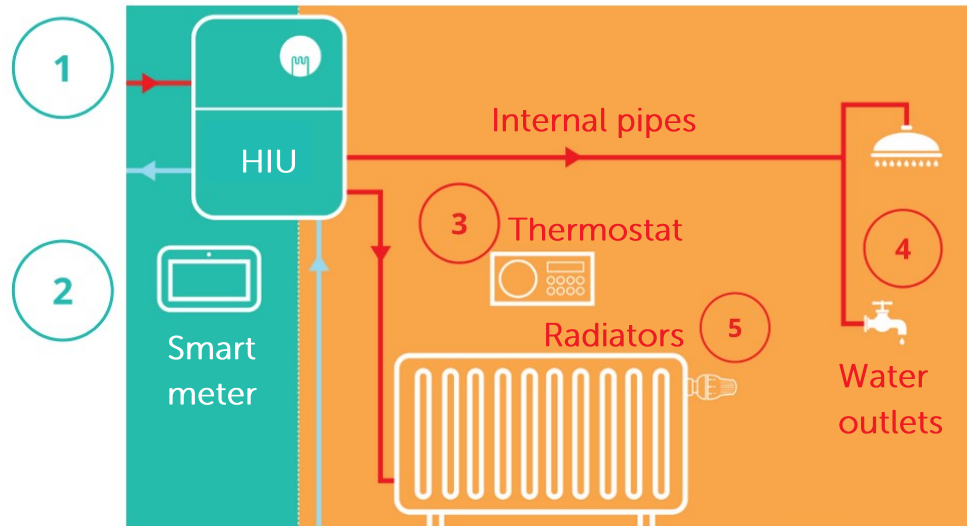 1
HIU
Internal pipes
3
Thermostat
4
2
Smart
meter
Radiators
5
Water
outlets